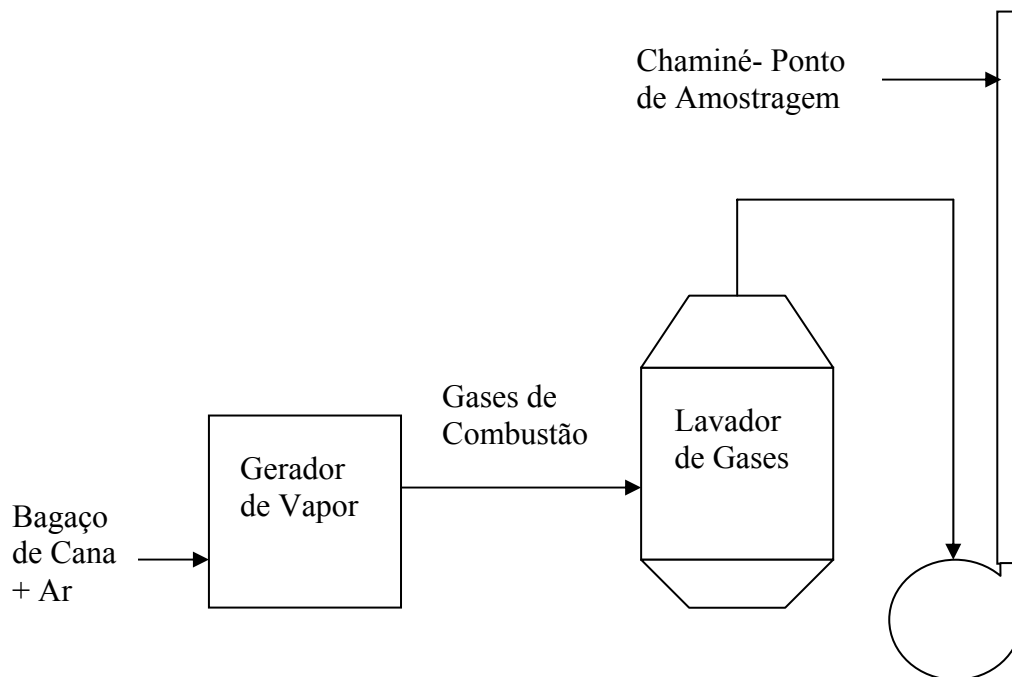 Chaminé- Ponto
de Amostragem
Gases de
Combustão
Lavador
de Gases
Gerador
de Vapor
Bagaço
de Cana
+ Ar